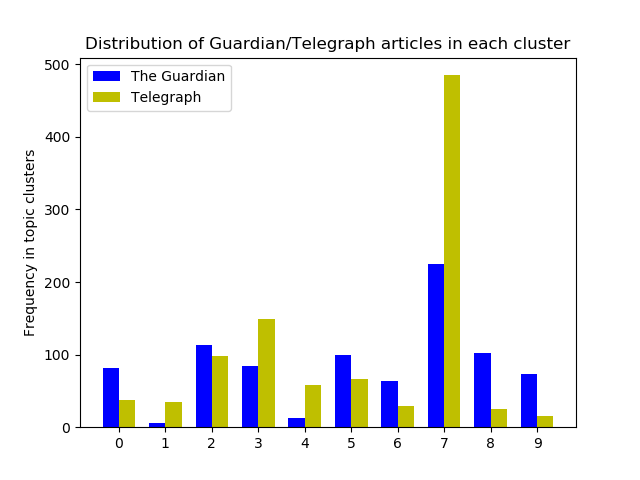 Distribution of Guardian/Telegraph articles in each cluster
500
The Guardian
Telegraph
400
300
200
100
0
Frequency in topic clusters
0 1 2 3 4 5 6 7 8 9